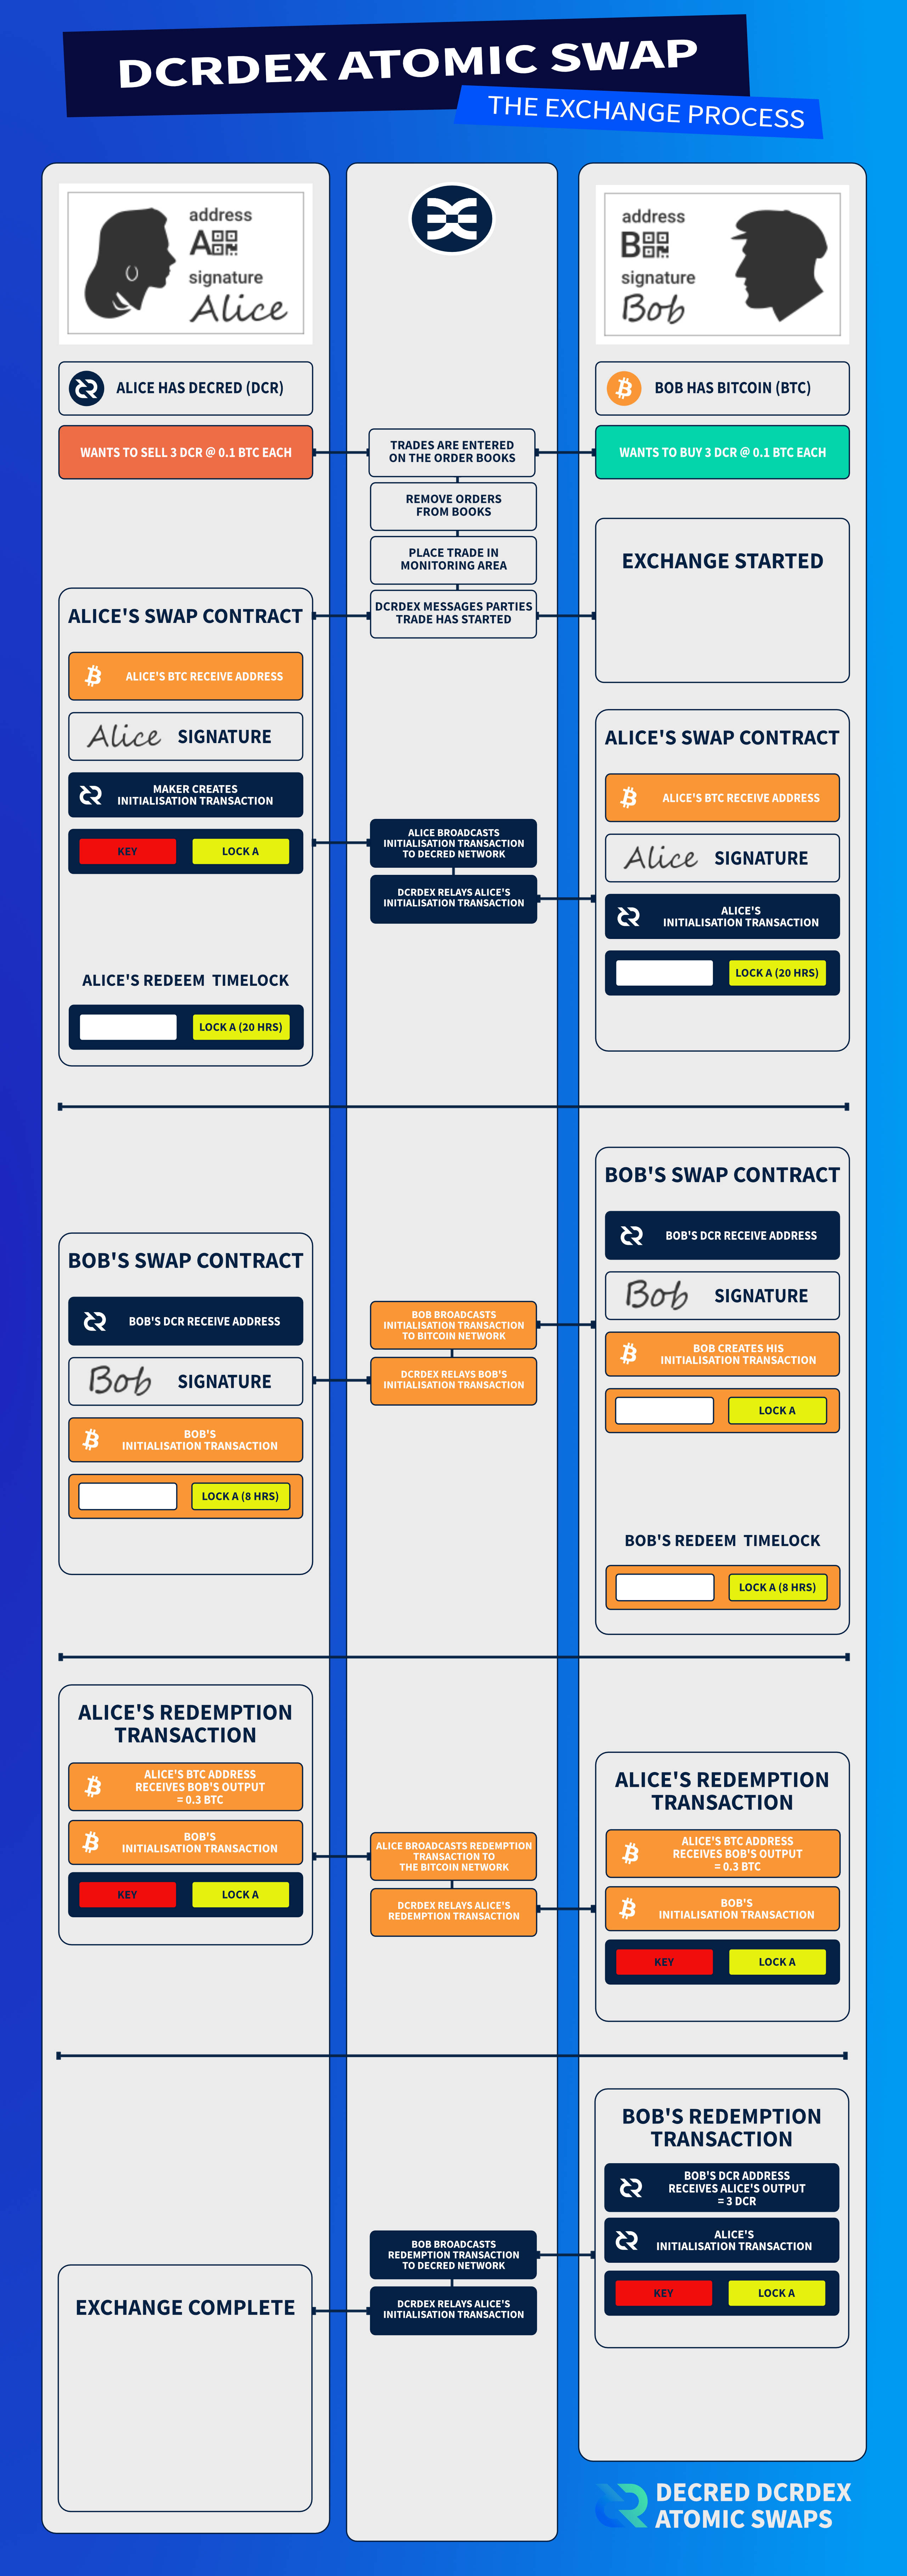 DCRDEX ATOMIC SWAP
THE EXCHANGE PROCESS
address
A
signature
Alice
address
B
signature
Bob
ALICE HAS DECRED (DCR)
BOB HAS BITCOIN (BTC)
WANTS TO SELL 3 DCR @ 0.1 BTC EACH
TRADES ARE ENTERED
ON THE ORDER BOOKS
WANTS TO BUY 3 DCR @ 0.1 BTC EACH
REMOVE ORDERS
FROM BOOKS
PLACE TRADE IN
MONITORING AREA
EXCHANGE STARTED
DCRDEX MESSAGES PARTIES
TRADE HAS STARTED
ALICE'S SWAP CONTRACT
ALICE'S BTC RECEIVE ADDRESS
Alice SIGNATURE
MAKER CREATES
INITIALISATION TRANSACTION
KEY
LOCK A
ALICE'S REDEEM TIMELOCK
LOCK A (20 HRS)
ALICE BROADCASTS
INITIALISATION TRANSACTION
TO DECRED NETWORK
DCRDEX RELAYS ALICE'S
INITIALISATION TRANSACTION
ALICE'S SWAP CONTRACT
ALICE'S BTC RECEIVE ADDRESS
Alice SIGNATURE
ALICE'S
INITIALISATION TRANSACTION
LOCK A (20 HRS)
BOB'S SWAP CONTRACT
BOB'S DCR RECEIVE ADDRESS
Bob SIGNATURE
BOB CREATES HIS
INITIALISATION TRANSACTION
LOCK A
BOB'S REDEEM TIMELOCK
LOCK A (8 HRS)
BOB BROADCASTS
INITIALISATION TRANSACTION
TO BITCOIN NETWORK
DCRDEX RELAYS BOB'S
INITIALISATION TRANSACTION
BOB'S SWAP CONTRACT
BOB'S DCR RECEIVE ADDRESS
Bob SIGNATURE
BOB'S
INITIALISATION TRANSACTION
LOCK A (8 HRS)
ALICE'S REDEMPTION
TRANSACTION
ALICE'S BTC ADDRESS
RECEIVES BOB'S OUTPUT
= 0.3 BTC
BOB'S
INITIALISATION TRANSACTION
KEY
LOCK A
ALICE BROADCASTS REDEMPTION
TRANSACTION TO
THE BITCOIN NETWORK
DCRDEX RELAYS ALICE'S
REDEMPTION TRANSACTION
ALICE'S REDEMPTION
TRANSACTION
ALICE'S BTC ADDRESS
RECEIVES BOB'S OUTPUT
= 0.3 BTC
BOB'S
INITIALISATION TRANSACTION
KEY
LOCK A
BOB'S REDEMPTION
TRANSACTION
BOB'S DCR ADDRESS
RECEIVES ALICE'S OUTPUT
= 3 DCR
ALICE'S
INITIALISATION TRANSACTION
KEY
LOCK A
BOB BROADCASTS
REDEMPTION TRANSACTION
TO DECRED NETWORK
DCRDEX RELAYS ALICE'S
INITIALISATION TRANSACTION
EXCHANGE COMPLETE
DECRED DCRDEX
ATOMIC SWAPS